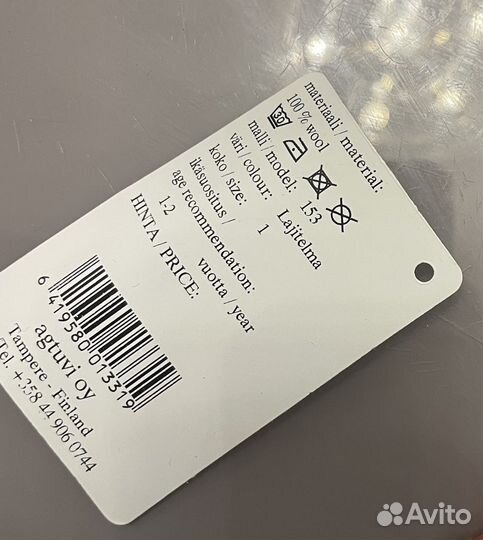 materiaali / material:
100% wool
30
malli / model: 153
väri / colour: Lajitelma
koko / size: 1
ikäsuositus /
age recommendation:
1-2 vuotta / year
HINTA / PRICE:
6 419580 013319
agtuvi oy
Tampere - Finland
Tel. +358 44 906 0744
Avito